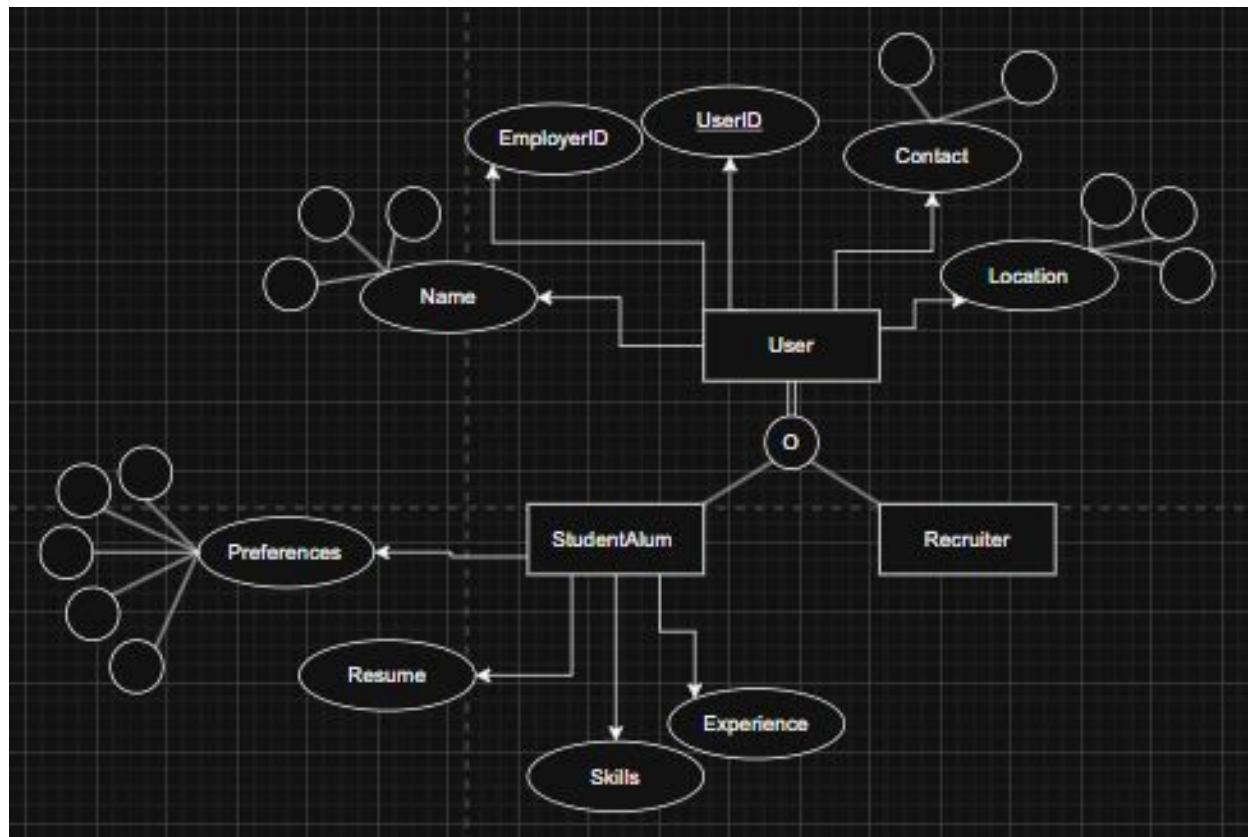 EmployerID
UserID
Contact
Name
Location
User
O
StudentAlum
Recruiter
Preferences
Resume
Experience
Skills